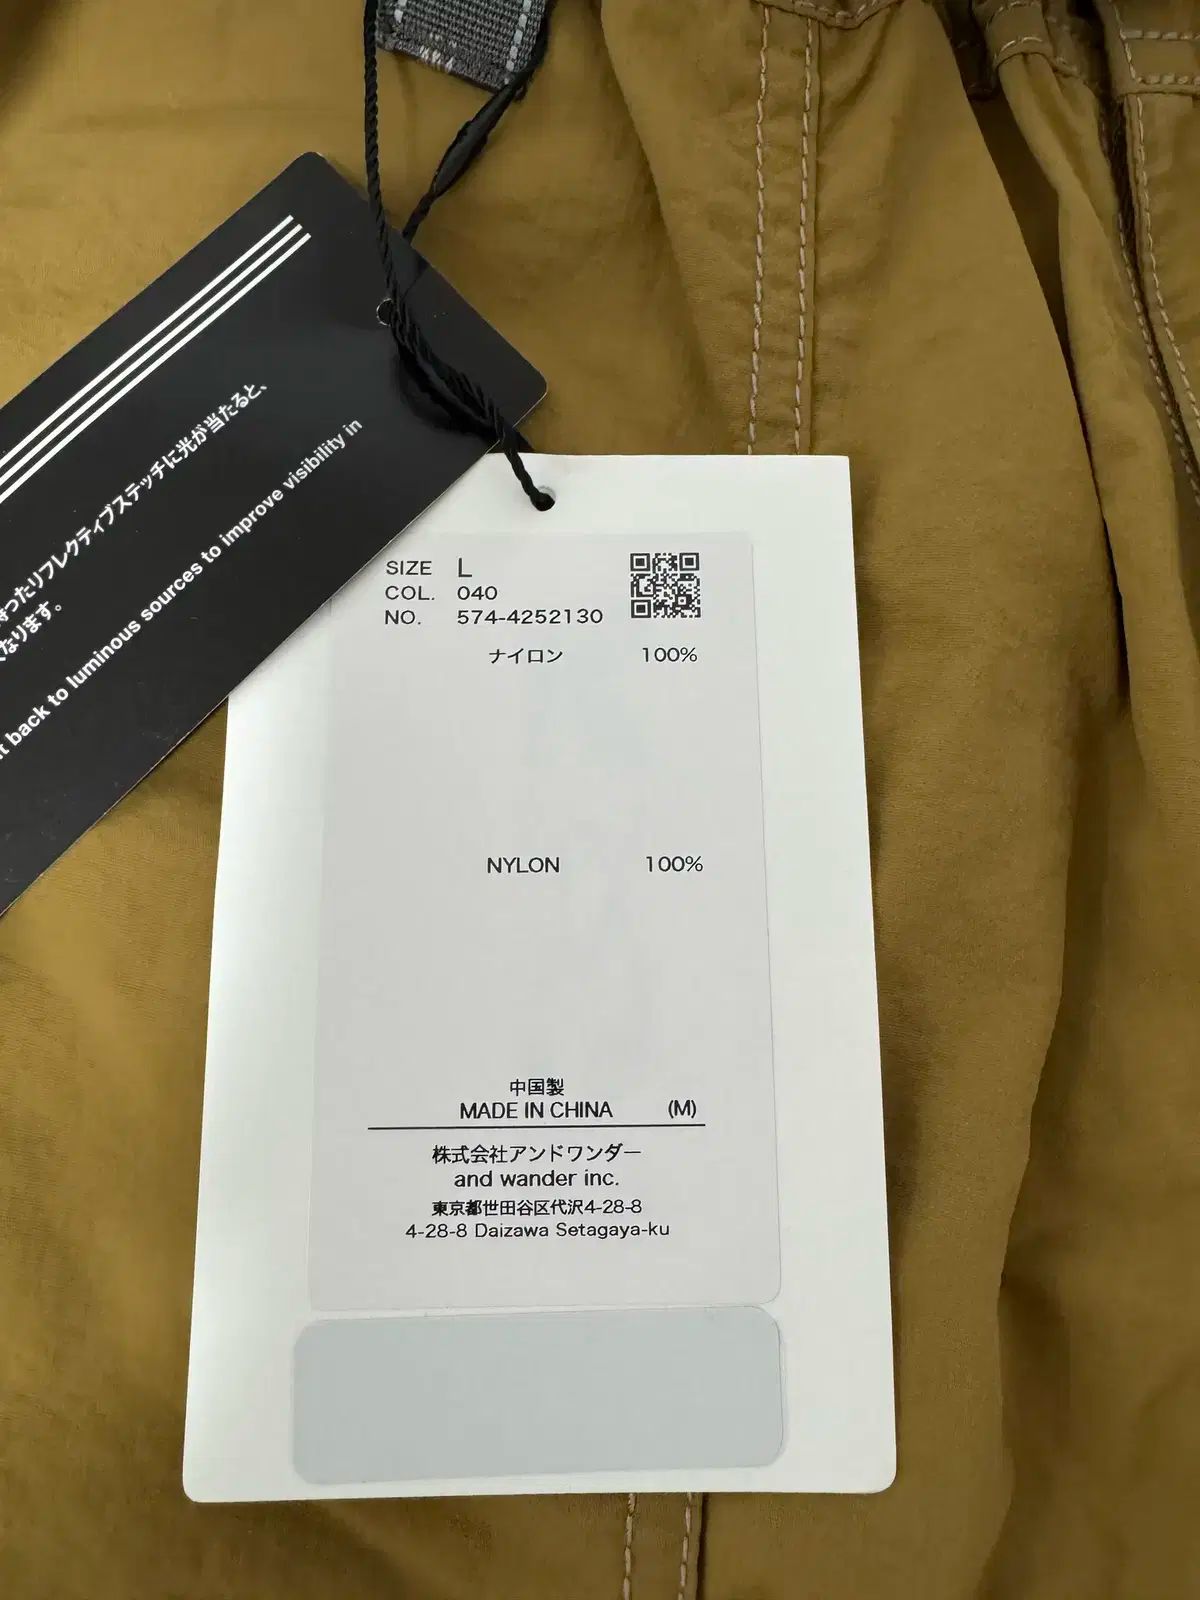 持ったリフレクティブステッチに光が当たると、
なります。
back to luminous sources to improve visibility in
SIZE L
COL. 040
NO. 574-4252130
ナイロン 100%
NYLON 100%
中国製
MADE IN CHINA (M)
株式会社アンドワンダー
and wander inc.
東京都世田谷区代沢4-28-8
4-28-8 Daizawa Setagaya-ku